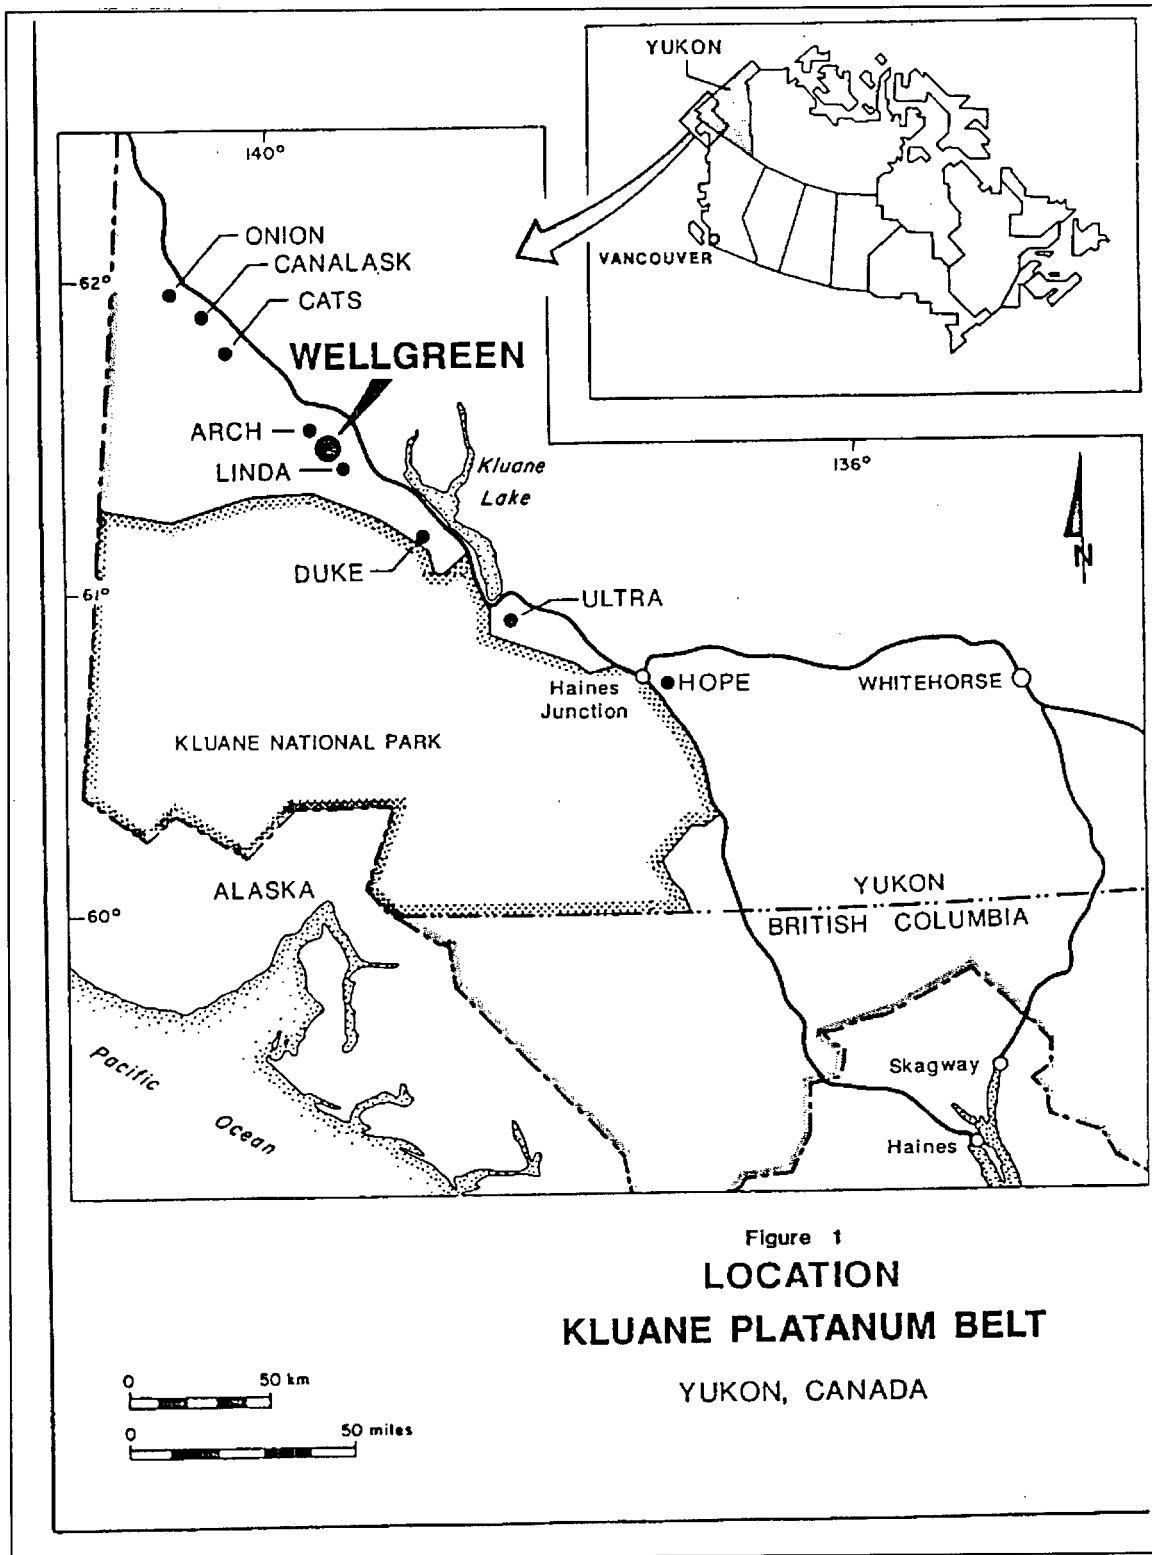 YUKON
VANCOUVER
140°
ONION
CANALASK
62°
CATS
WELLGREEN
ARCH
LINDA
Kluane
Lake
136°
N
DUKE
61°
ULTRA
Haines
Junction
HOPE
WHITEHORSE
KLUANE NATIONAL PARK
ALASKA
YUKON
60°
BRITISH COLUMBIA
Pacific
Ocean
Skagway
Haines
Figure 1
LOCATION
KLUANE PLATANUM BELT
YUKON, CANADA
0 50 km
0 50 miles